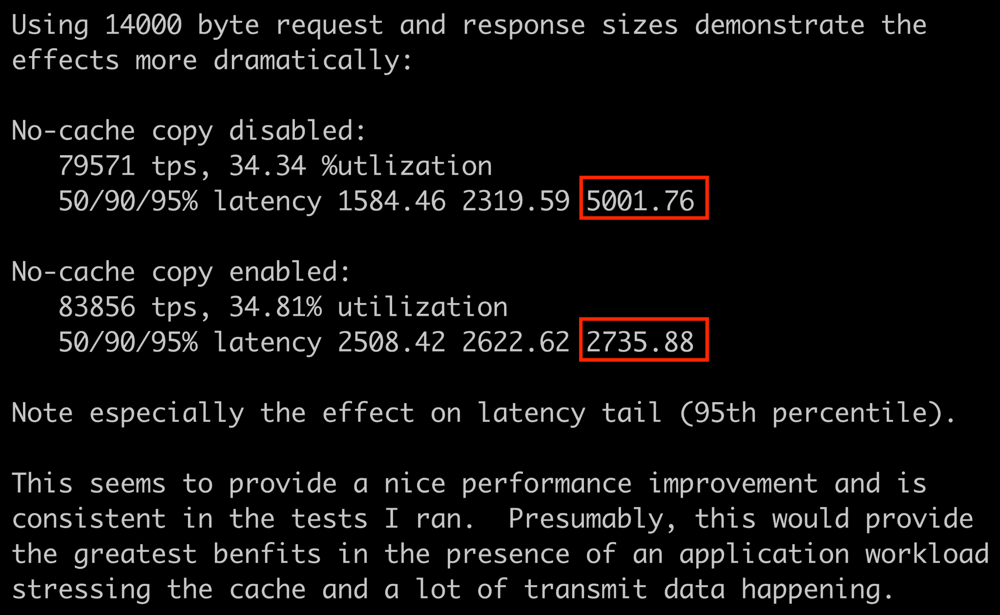 Using 14000 byte request and response sizes demonstrate the
effects more dramatically:
No-cache copy disabled:
79571 tps, 34.34 %utlization
50/90/95% latency 1584.46 2319.59 5001.76
No-cache copy enabled:
83856 tps, 34.81% utilization
50/90/95% latency 2508.42 2622.62 2735.88
Note especially the effect on latency tail (95th percentile).
This seems to provide a nice performance improvement and is
consistent in the tests I ran.  Presumably, this would provide
the greatest benfits in the presence of an application workload
stressing the cache and a lot of transmit data happening.